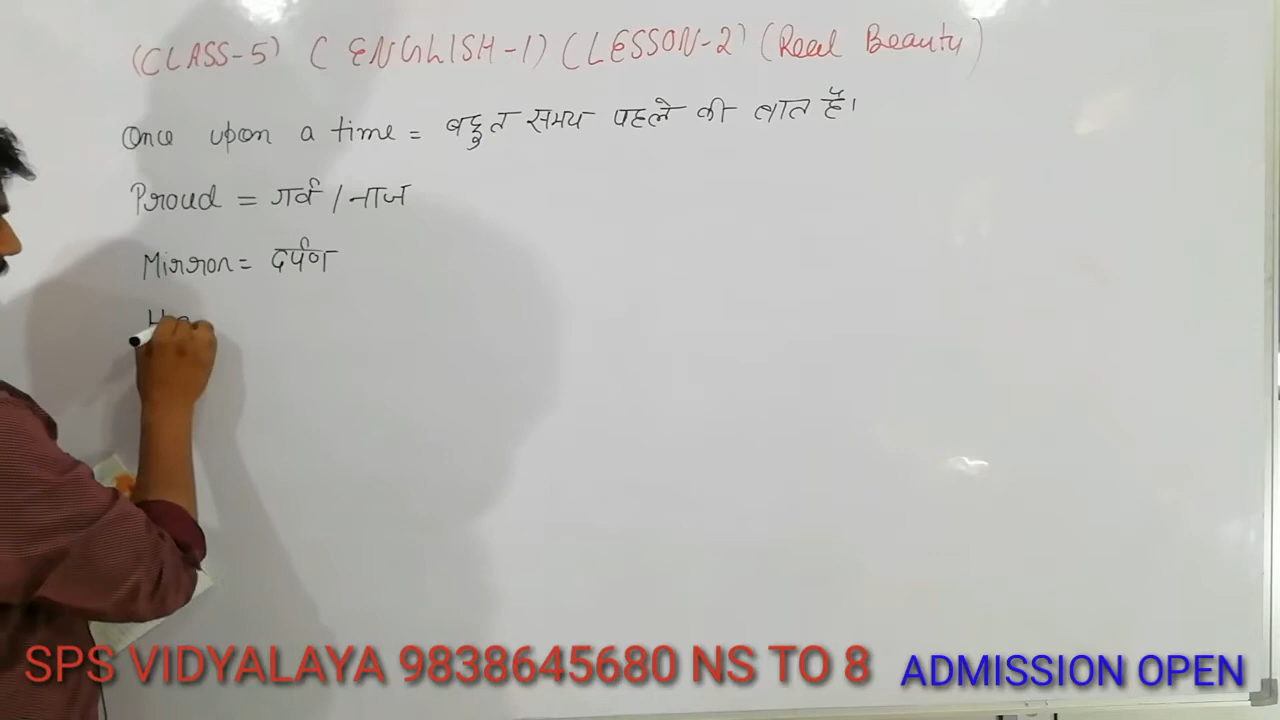 (CLASS-5) (ENGLISH-1) (LESSON-2) (Real Beauty)
Once upon a time = बहुत समय पहले की बात है।
Proud = गर्व / नाज
Mirror = दर्पण
SPS VIDYALAYA 9838645680 NS TO 8 ADMISSION OPEN